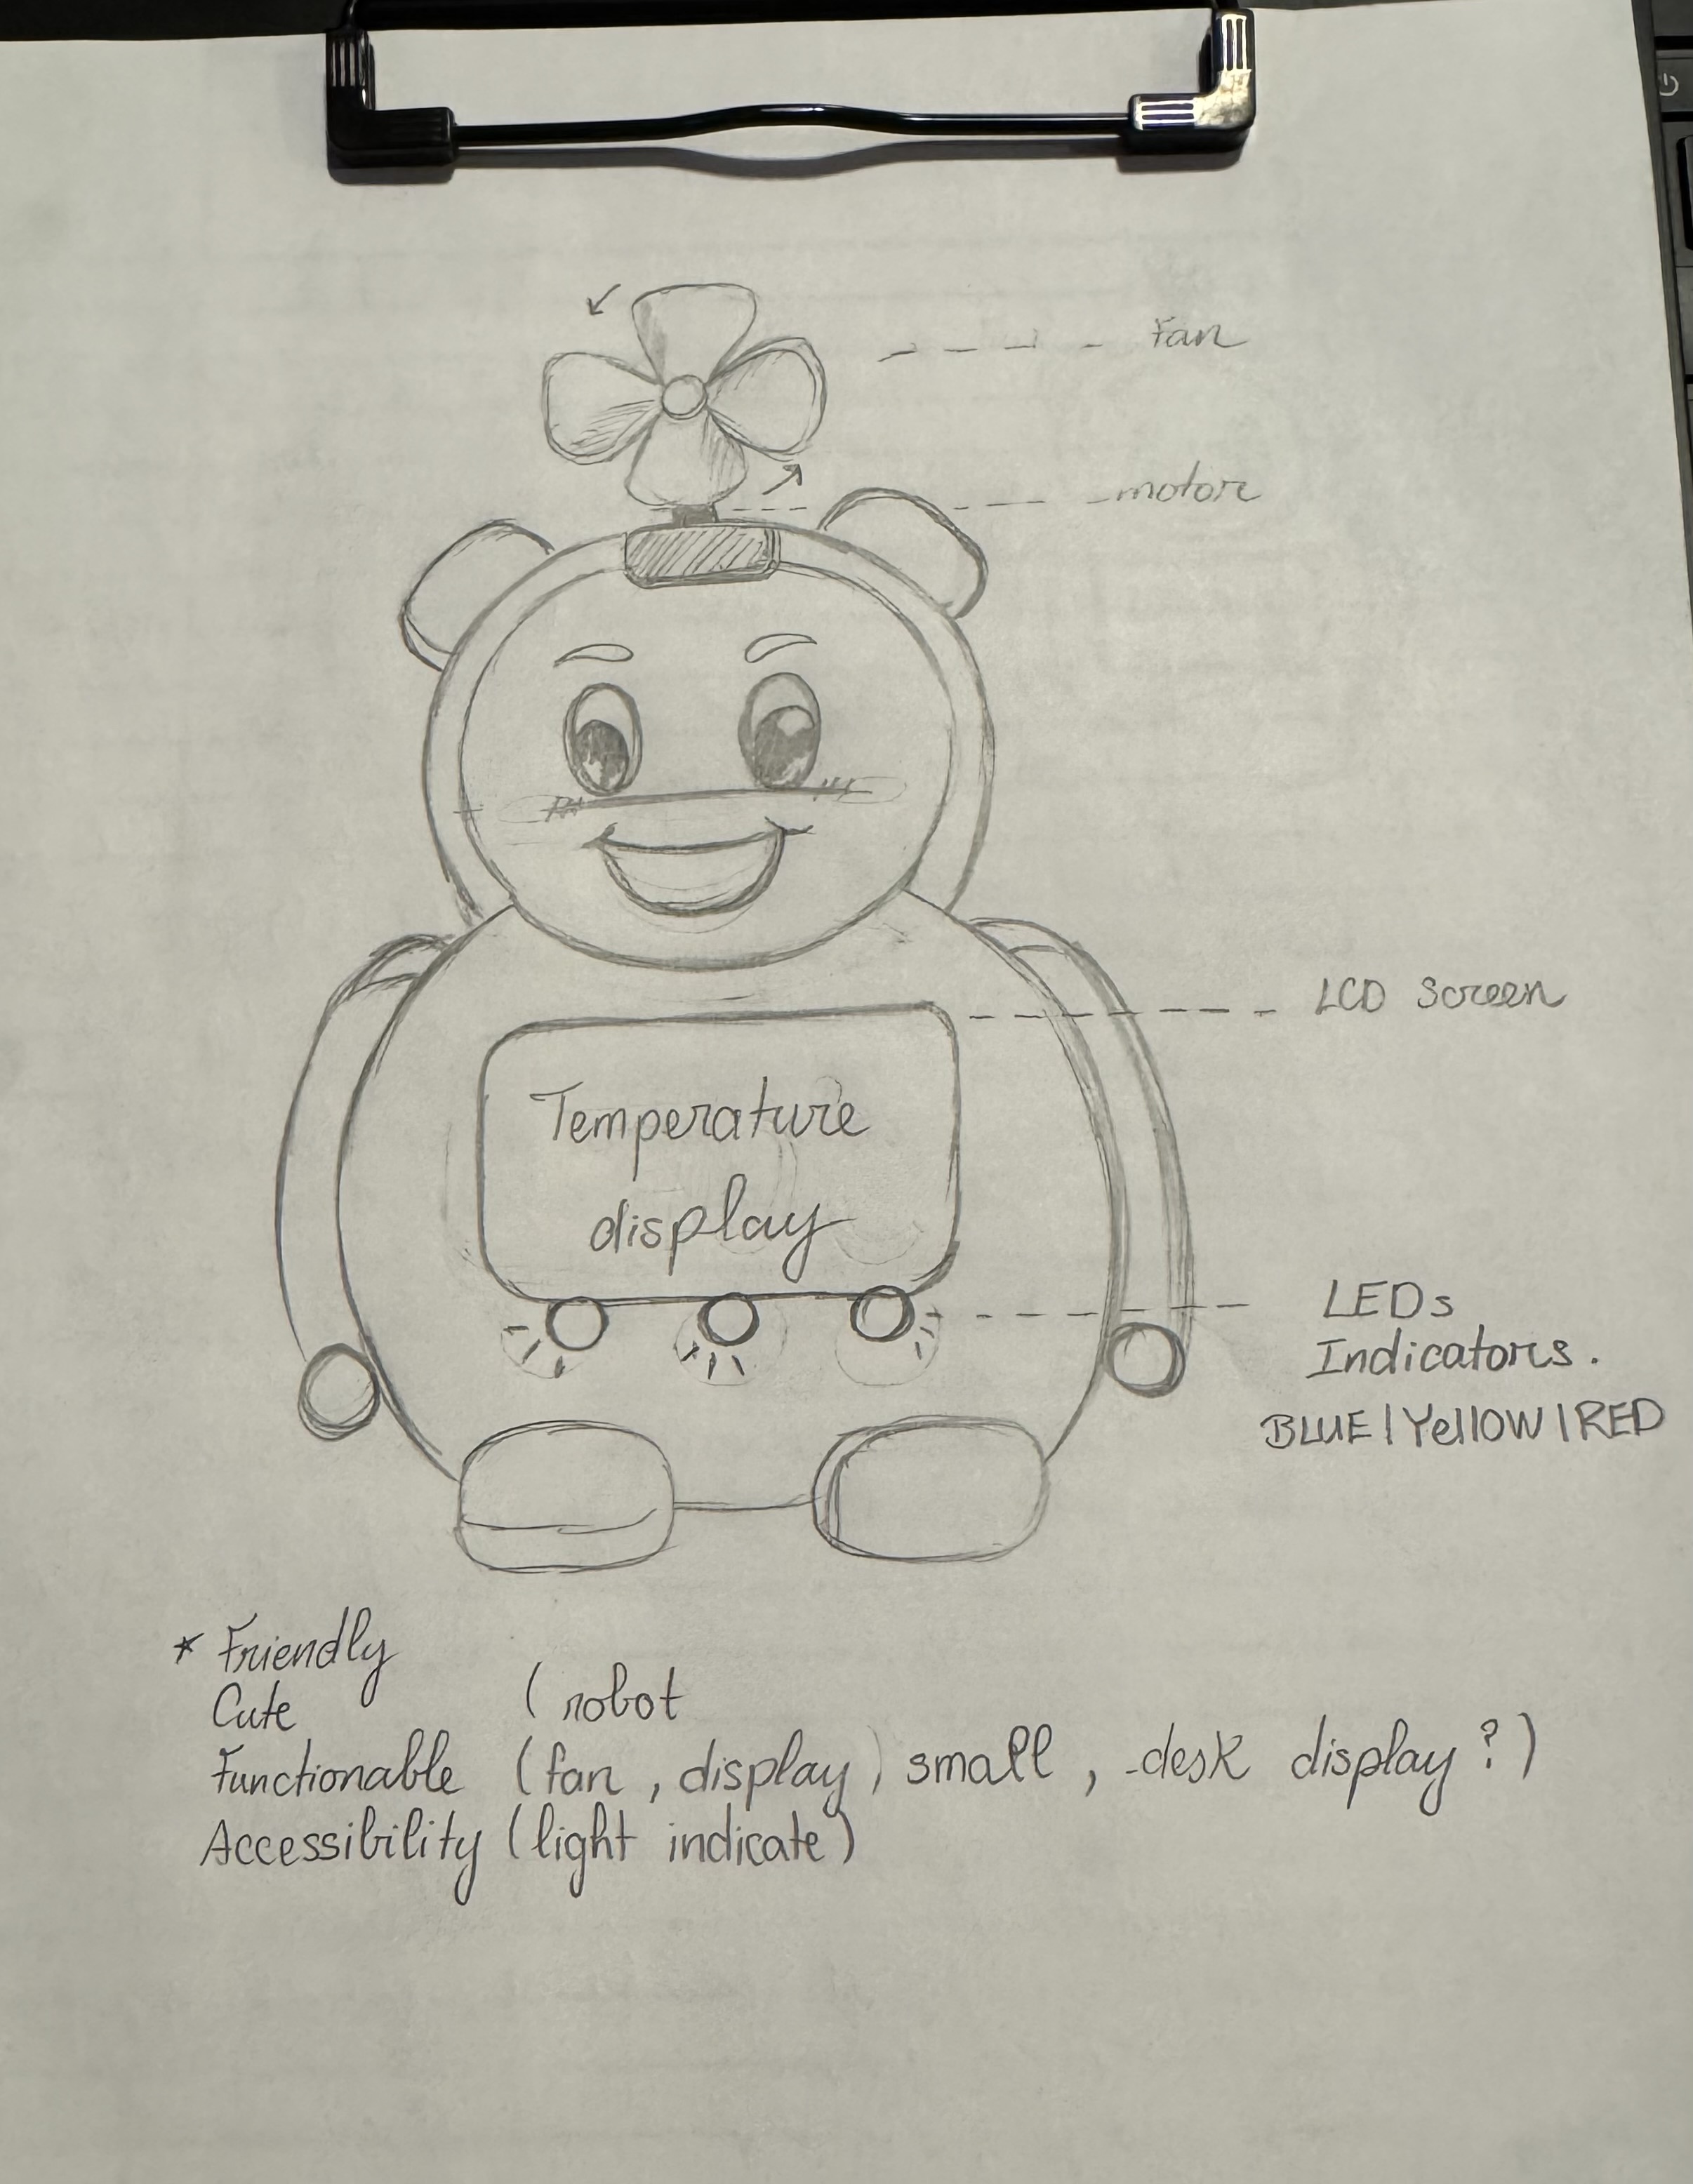 Fan
motor
LCD Screen
Temperature
display
LEDs
Indicators.
BLUE | Yellow | RED
* Friendly
Cute (robot
Functionable (fan, display) small, desk display?)
Accessibility (light indicate)